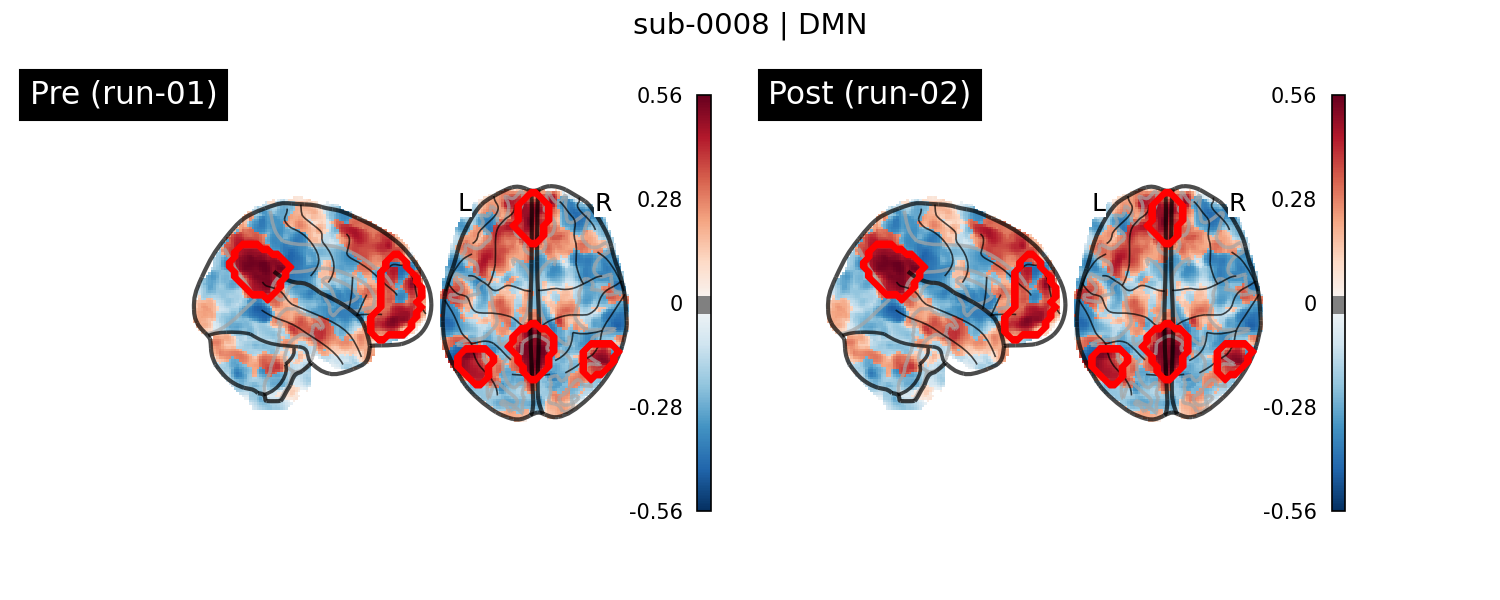 sub-0008 | DMN
Pre (run-01)
0.56
L
R
0.28
0
-0.28
-0.56
Post (run-02)
0.56
L
R
0.28
0
-0.28
-0.56